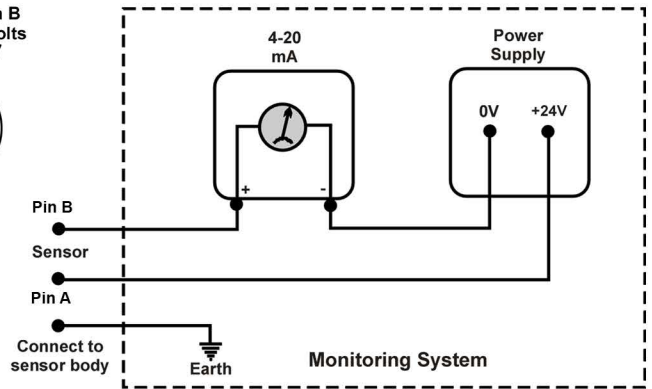 4-20
mA
Power
Supply
0V
+24V
+
-
Pin B
Sensor
Pin A
Connect to
sensor body
Earth
Monitoring System